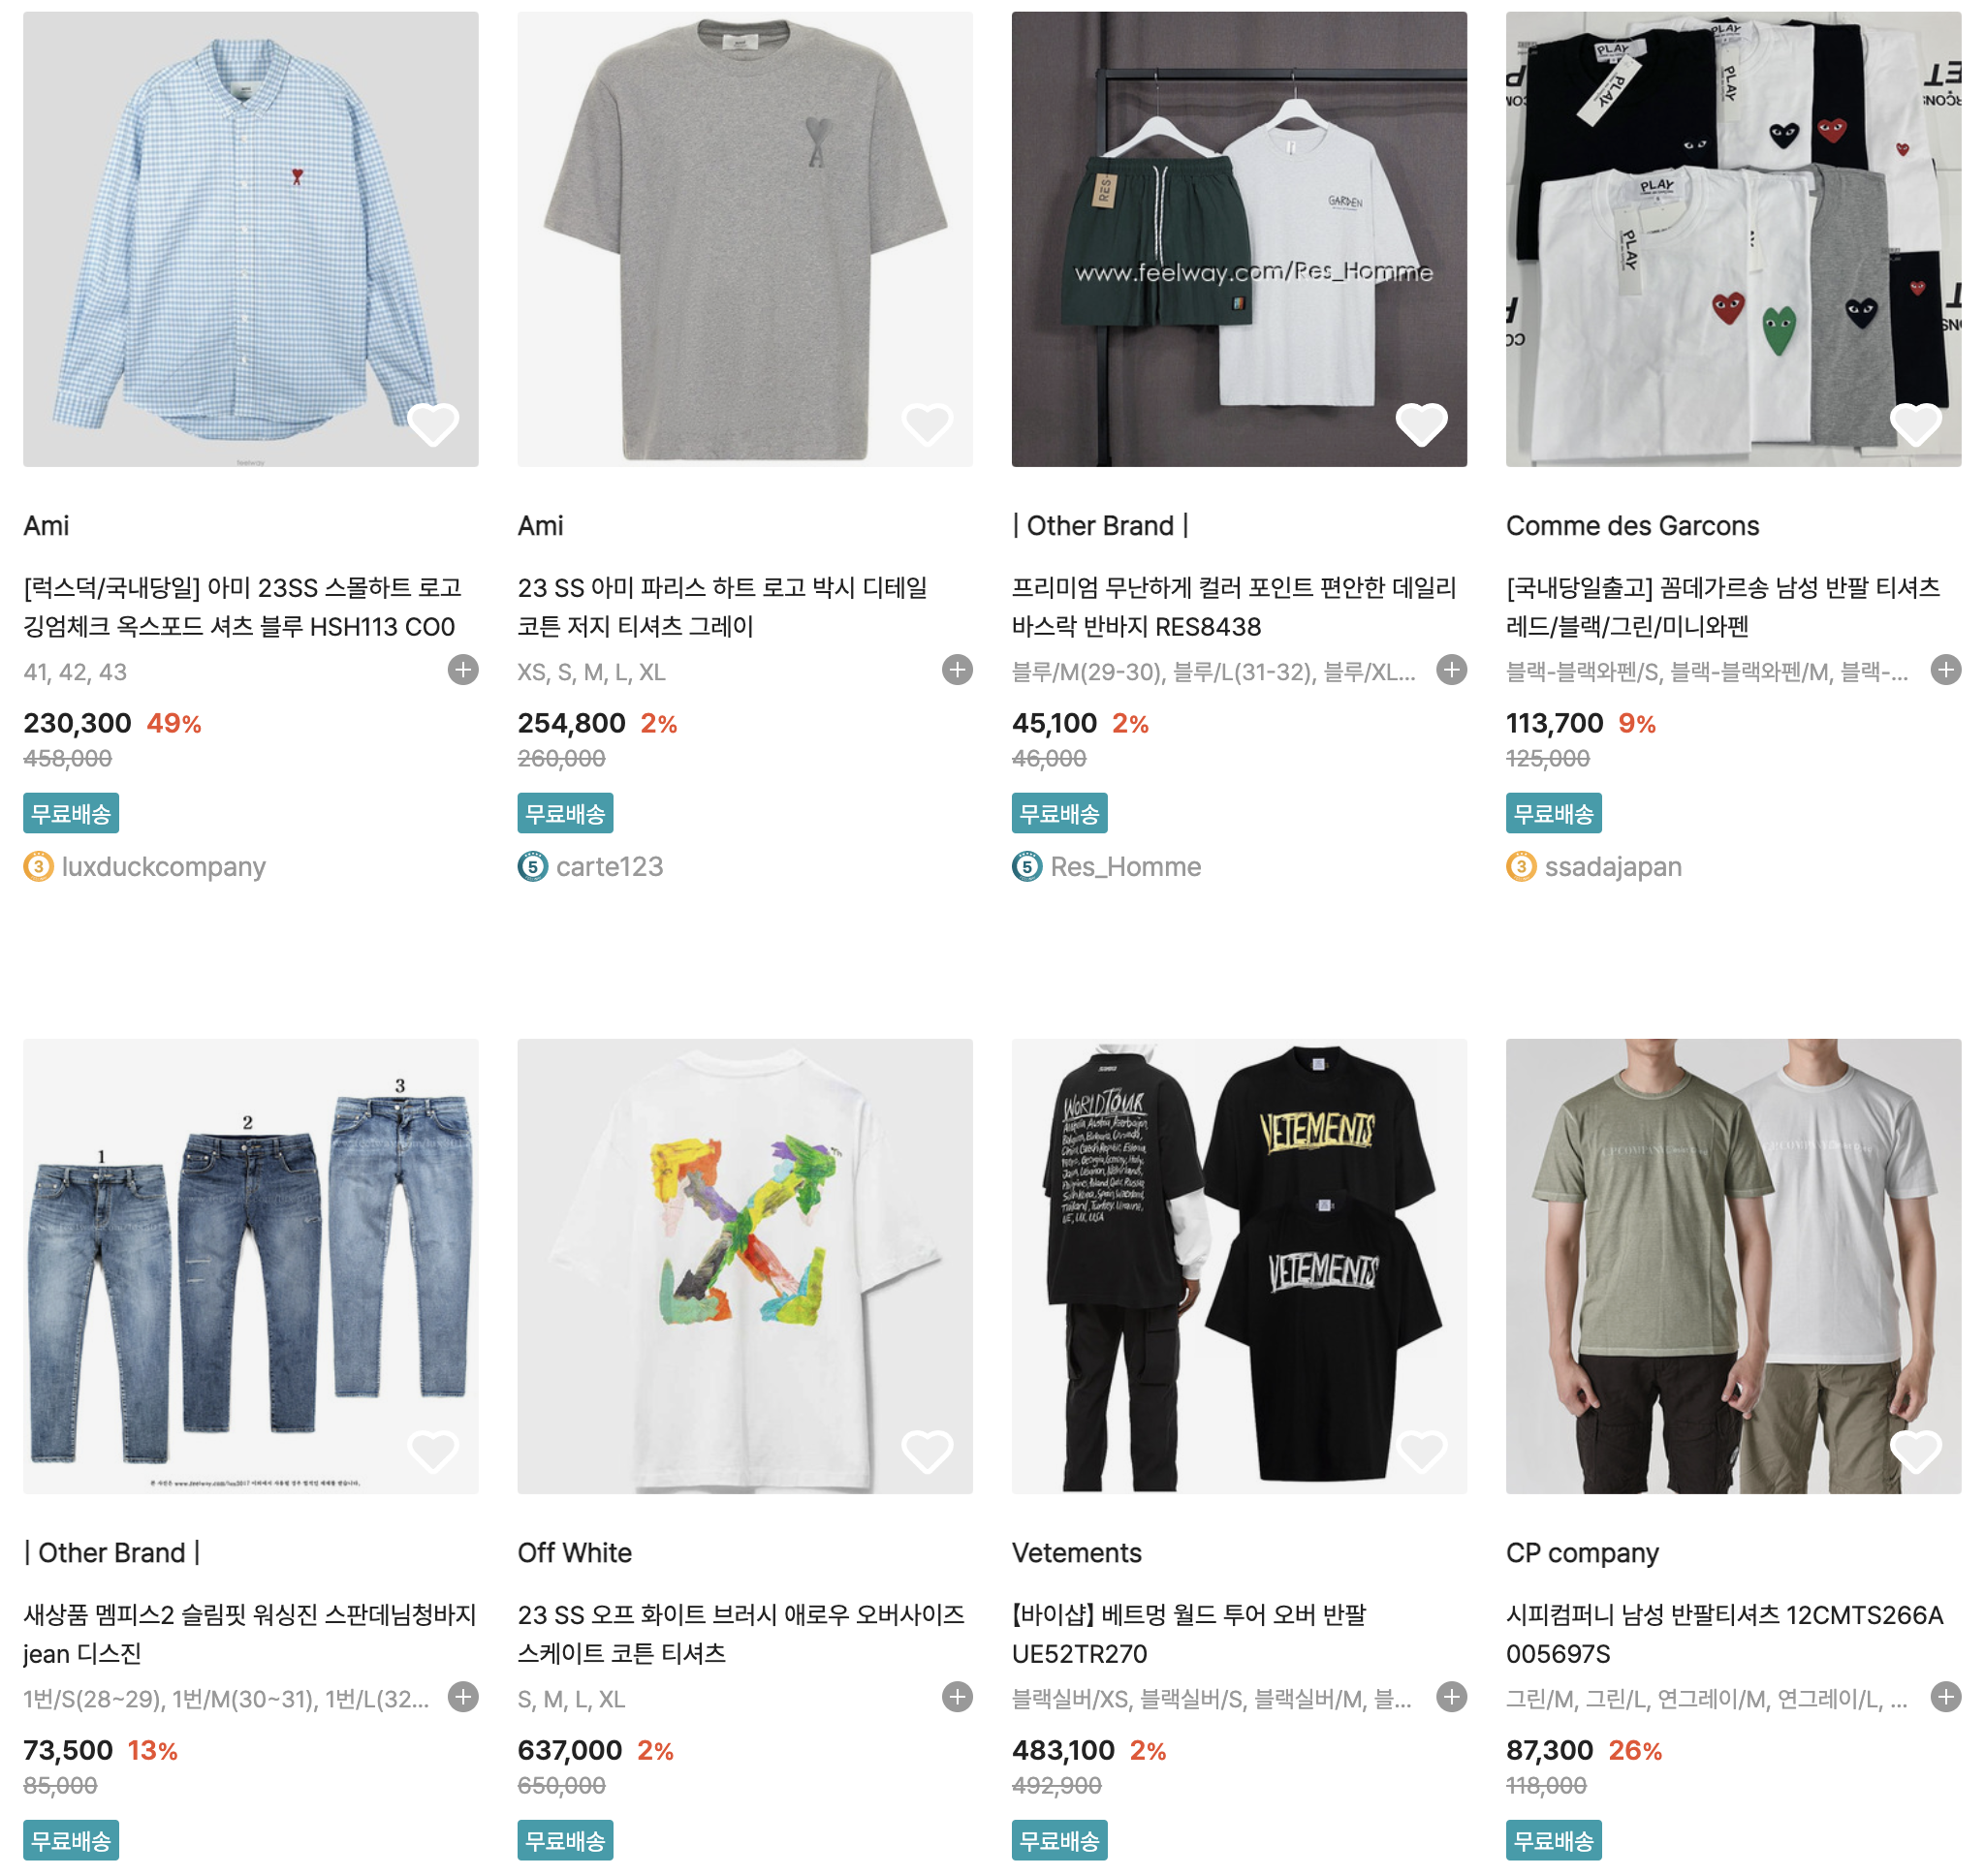 www.feelway.com/Res_Homme
GARDEN
RES
PLAY
PLAY
PLAY
PLAY
PLAY
PLAY
feelway
Ami
[럭스덕/국내당일] 아미 23SS 스몰하트 로고
깅엄체크 옥스포드 셔츠 블루 HSH113 CO0
41, 42, 43
230,300 49%
458,000
무료배송
3 luxduckcompany
Ami
23 SS 아미 파리스 하트 로고 박시 디테일
코튼 저지 티셔츠 그레이
XS, S, M, L, XL
254,800 2%
260,000
무료배송
5 carte123
| Other Brand |
프리미엄 무난하게 컬러 포인트 편안한 데일리
바스락 반바지 RES8438
블루/M(29-30), 블루/L(31-32), 블루/XL...
45,100 2%
46,000
무료배송
5 Res_Homme
Comme des Garcons
[국내당일출고] 꼼데가르송 남성 반팔 티셔츠
레드/블랙/그린/미니와펜
블랙-블랙와펜/S, 블랙-블랙와펜/M, 블랙-...
113,700 9%
125,000
무료배송
3 ssadajapan
1
2
3
WORLD TOUR
VETEMENTS
VETEMENTS
| Other Brand |
새상품 멤피스2 슬림핏 워싱진 스판데님청바지
jean 디스진
1번/S(28~29), 1번/M(30~31), 1번/L(32...
73,500 13%
85,000
무료배송
Off White
23 SS 오프 화이트 브러시 애로우 오버사이즈
스케이트 코튼 티셔츠
S, M, L, XL
637,000 2%
650,000
무료배송
Vetements
【바이샵】 베트멍 월드 투어 오버 반팔
UE52TR270
블랙실버/XS, 블랙실버/S, 블랙실버/M, 블...
483,100 2%
492,900
무료배송
CP company
시피컴퍼니 남성 반팔티셔츠 12CMTS266A
005697S
그린/M, 그린/L, 연그레이/M, 연그레이/L, ...
87,300 26%
118,000
무료배송